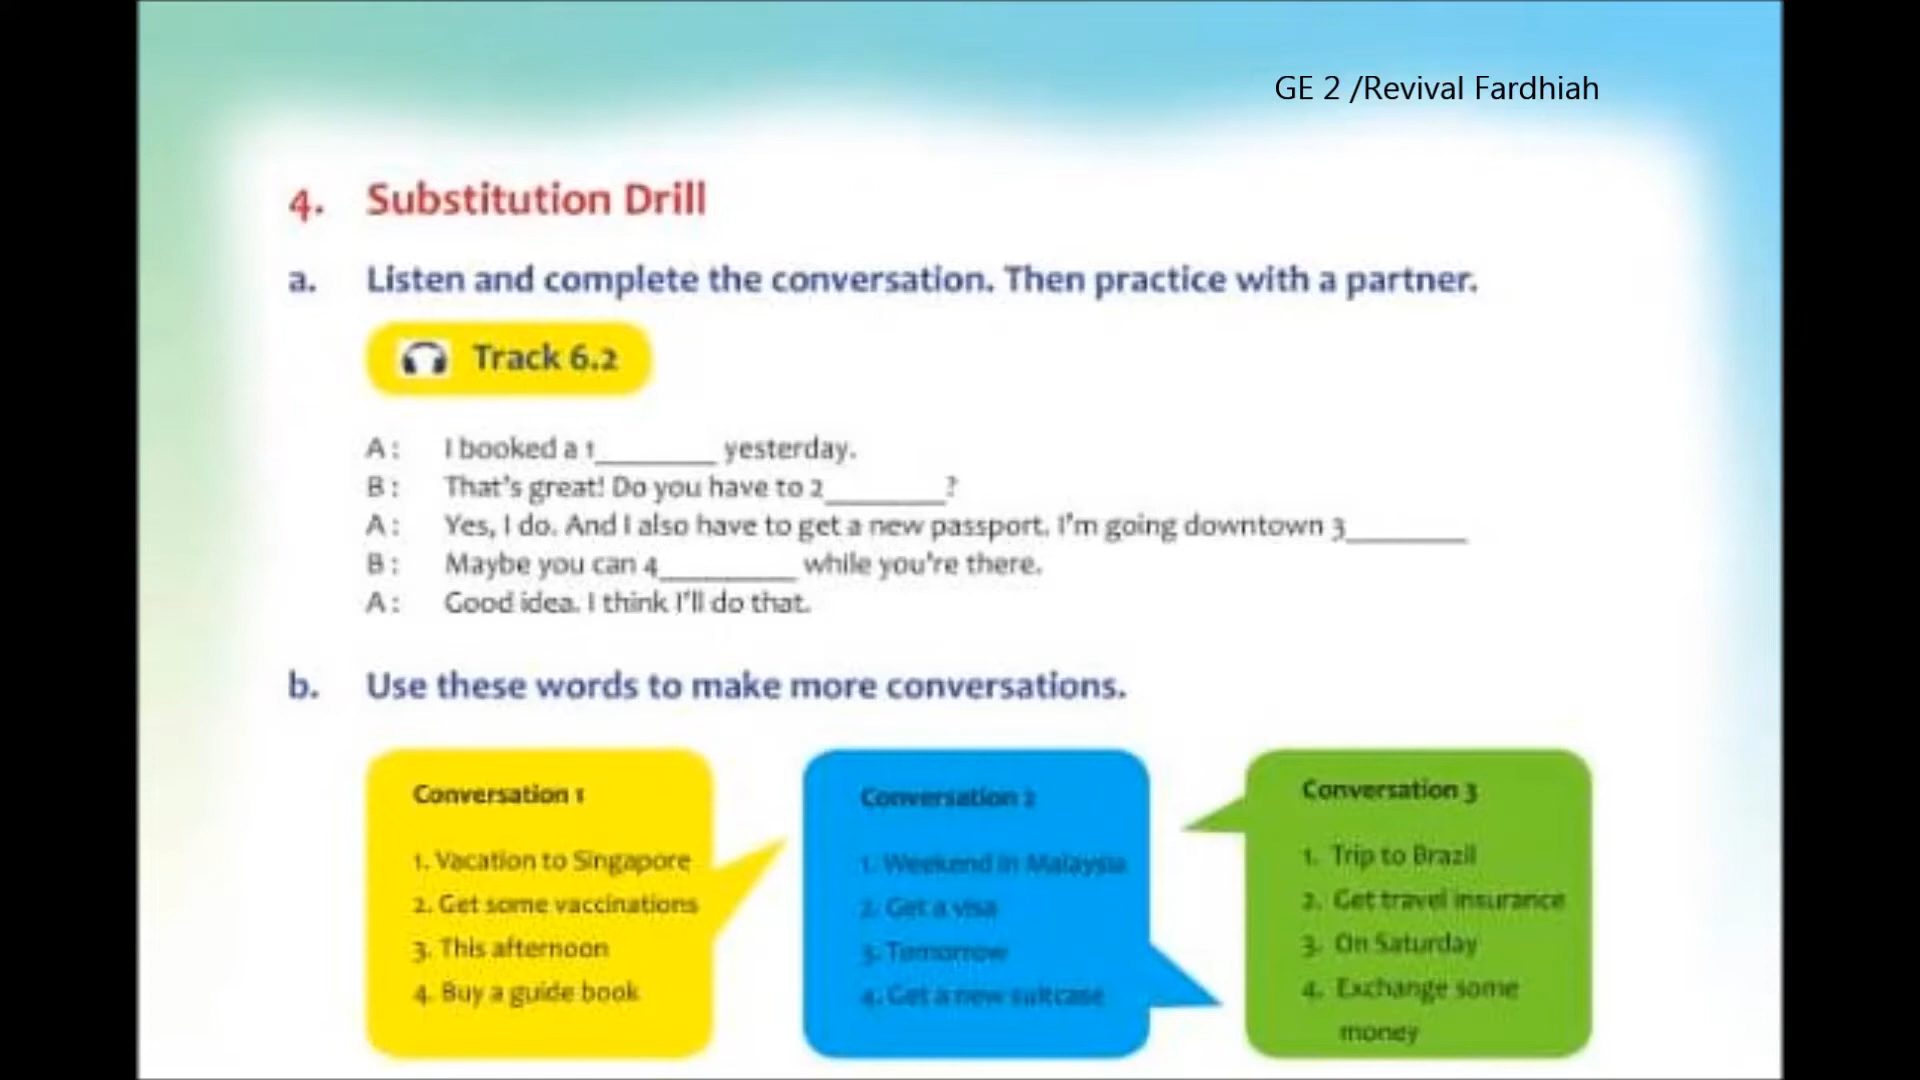 GE 2 /Revival Fardhiah
4. Substitution Drill
a. Listen and complete the conversation. Then practice with a partner.
Track 6.2
A : I booked a 1________ yesterday.
B : That's great! Do you have to 2________?
A : Yes, I do. And I also have to get a new passport. I'm going downtown 3________
B : Maybe you can 4_________ while you're there.
A : Good idea. I think I'll do that.
b. Use these words to make more conversations.
Conversation 1
1. Vacation to Singapore
2. Get some vaccinations
3. This afternoon
4. Buy a guide book
Conversation 2
1. Weekend in Malaysia
2. Get a visa
3. Tomorrow
4. Get a new suitcase
Conversation 3
1. Trip to Brazil
2. Get travel insurance
3. On Saturday
4. Exchange some
money